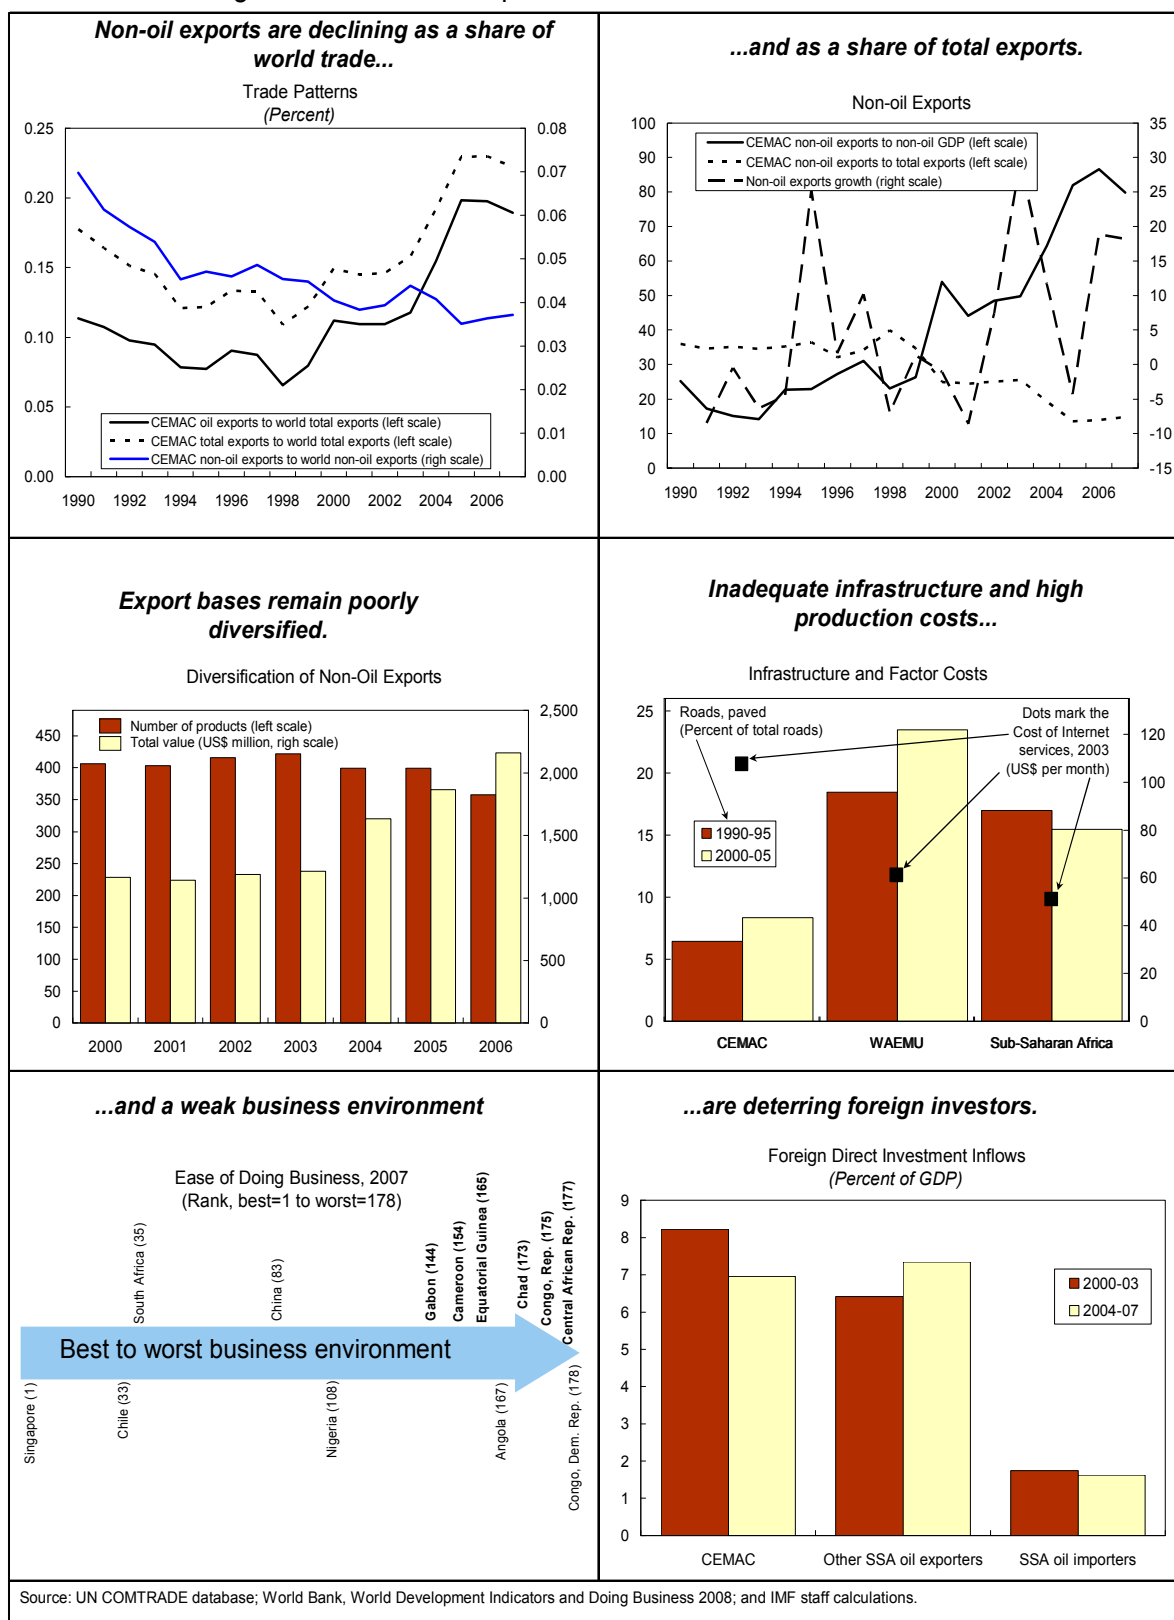 Non-oil exports are declining as a share of
world trade...
Trade Patterns
(Percent)
0.25
0.20
0.15
0.10
0.05
0.00
0.08
0.07
0.06
0.05
0.04
0.03
0.02
0.01
0.00
CEMAC oil exports to world total exports (left scale)
CEMAC total exports to world total exports (left scale)
CEMAC non-oil exports to world non-oil exports (righ scale)
1990 1992 1994 1996 1998 2000 2002 2004 2006
...and as a share of total exports.
Non-oil Exports
100
90
80
70
60
50
40
30
20
10
0
35
30
25
20
15
10
5
0
-5
-10
-15
CEMAC non-oil exports to non-oil GDP (left scale)
CEMAC non-oil exports to total exports (left scale)
Non-oil exports growth (right scale)
1990 1992 1994 1996 1998 2000 2002 2004 2006
Export bases remain poorly
diversified.
Diversification of Non-Oil Exports
Number of products (left scale)
Total value (US$ million, righ scale)
450
400
350
300
250
200
150
100
50
0
2,500
2,000
1,500
1,000
500
0
2000 2001 2002 2003 2004 2005 2006
Inadequate infrastructure and high
production costs...
Infrastructure and Factor Costs
25
20
15
10
5
0
Roads, paved
(Percent of total roads)
1990-95
2000-05
Dots mark the
Cost of Internet
services, 2003
(US$ per month)
120
100
80
60
40
20
0
CEMAC WAEMU Sub-Saharan Africa
...and a weak business environment
Ease of Doing Business, 2007
(Rank, best=1 to worst=178)
South Africa (35)
China (83)
Gabon (144)
Cameroon (154)
Equatorial Guinea (165)
Chad (173)
Congo, Rep. (175)
Central African Rep. (177)
Best to worst business environment
Singapore (1)
Chile (33)
Nigeria (108)
Angola (167)
Congo, Dem. Rep. (178)
...are deterring foreign investors.
Foreign Direct Investment Inflows
(Percent of GDP)
9
8
7
6
5
4
3
2
1
0
2000-03
2004-07
CEMAC Other SSA oil exporters SSA oil importers
Source: UN COMTRADE database; World Bank, World Development Indicators and Doing Business 2008; and IMF staff calculations.